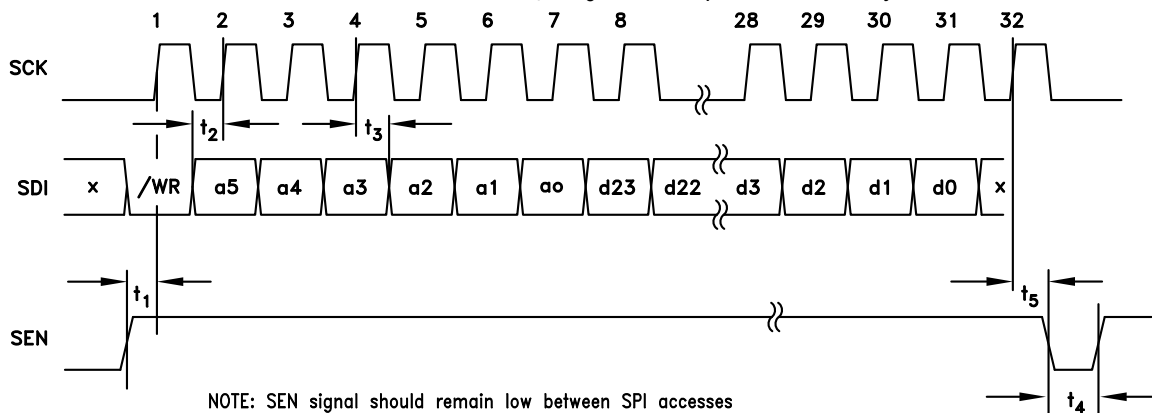 1 2 3 4 5 6 7 8 28 29 30 31 32
SCK
t2 t3
SDI x /WR a5 a4 a3 a2 a1 ao d23 d22 d3 d2 d1 d0 x
t1 t5
SEN
NOTE: SEN signal should remain low between SPI accesses
t4